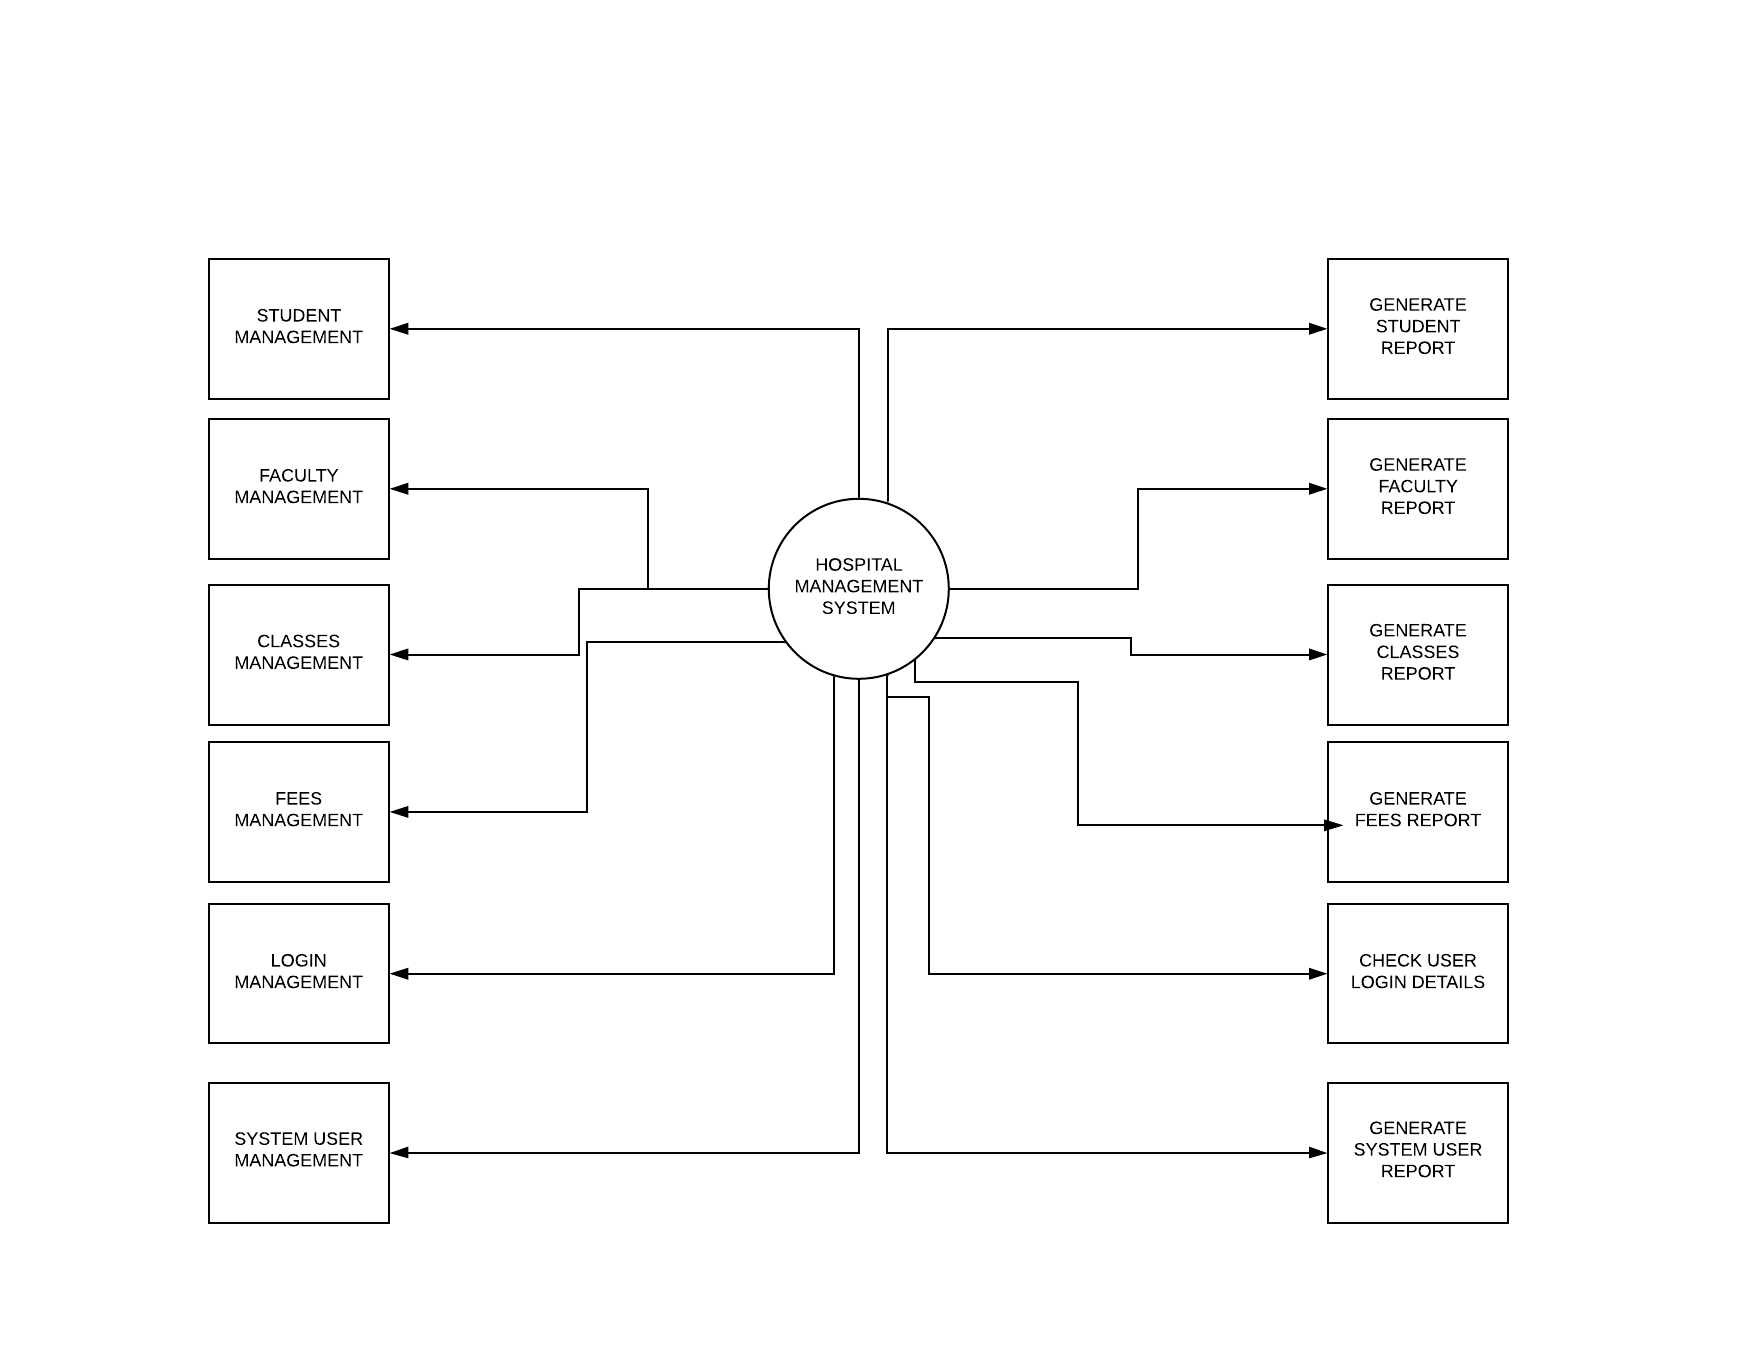 STUDENT
MANAGEMENT
FACULTY
MANAGEMENT
CLASSES
MANAGEMENT
FEES
MANAGEMENT
LOGIN
MANAGEMENT
SYSTEM USER
MANAGEMENT
HOSPITAL
MANAGEMENT
SYSTEM
GENERATE
STUDENT
REPORT
GENERATE
FACULTY
REPORT
GENERATE
CLASSES
REPORT
GENERATE
FEES REPORT
CHECK USER
LOGIN DETAILS
GENERATE
SYSTEM USER
REPORT